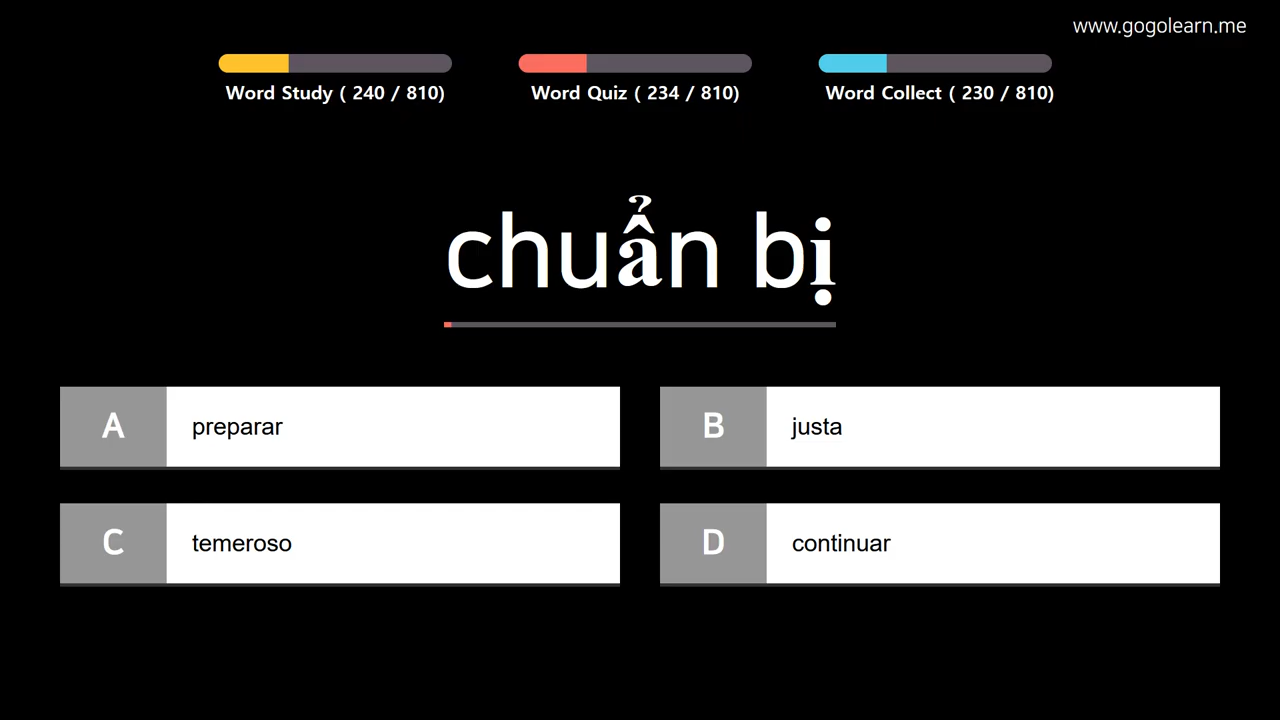 www.gogolearn.me
Word Study ( 240 / 810)
Word Quiz ( 234 / 810)
Word Collect ( 230 / 810)
chuẩn bị
A preparar
B justa
C temeroso
D continuar